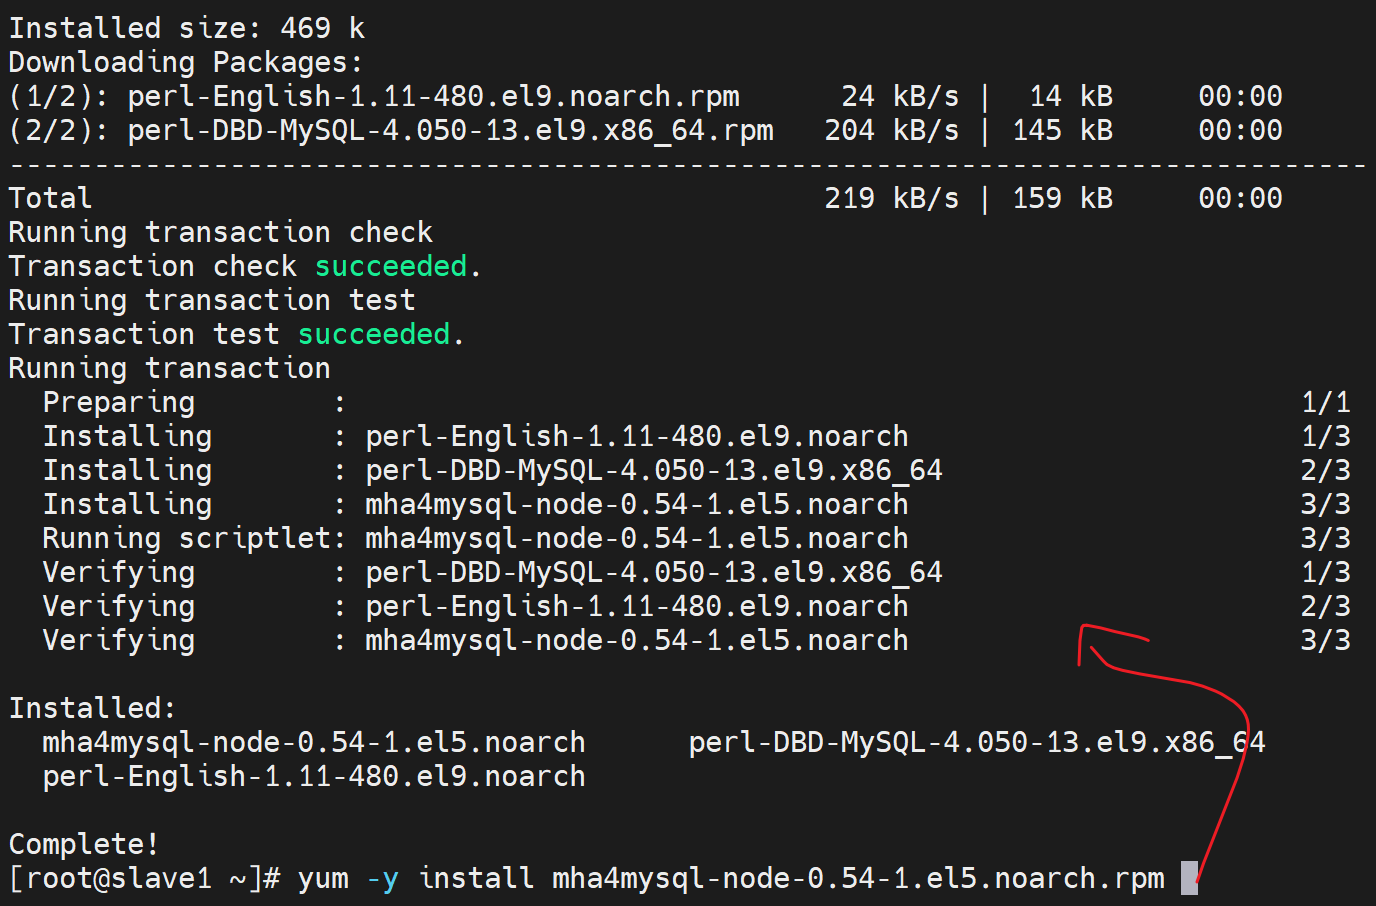 Installed size: 469 k
Downloading Packages:
(1/2): perl-English-1.11-480.el9.noarch.rpm      24 kB/s |  14 kB     00:00
(2/2): perl-DBD-MySQL-4.050-13.el9.x86_64.rpm   204 kB/s | 145 kB     00:00
--------------------------------------------------------------------------------
Total                                           219 kB/s | 159 kB     00:00
Running transaction check
Transaction check succeeded.
Running transaction test
Transaction test succeeded.
Running transaction
  Preparing        :                                                        1/1
  Installing       : perl-English-1.11-480.el9.noarch                       1/3
  Installing       : perl-DBD-MySQL-4.050-13.el9.x86_64                     2/3
  Installing       : mha4mysql-node-0.54-1.el5.noarch                       3/3
  Running scriptlet: mha4mysql-node-0.54-1.el5.noarch                       3/3
  Verifying        : perl-DBD-MySQL-4.050-13.el9.x86_64                     1/3
  Verifying        : perl-English-1.11-480.el9.noarch                       2/3
  Verifying        : mha4mysql-node-0.54-1.el5.noarch                       3/3

Installed:
  mha4mysql-node-0.54-1.el5.noarch      perl-DBD-MySQL-4.050-13.el9.x86_64
  perl-English-1.11-480.el9.noarch

Complete!
[root@slave1 ~]# yum -y install mha4mysql-node-0.54-1.el5.noarch.rpm